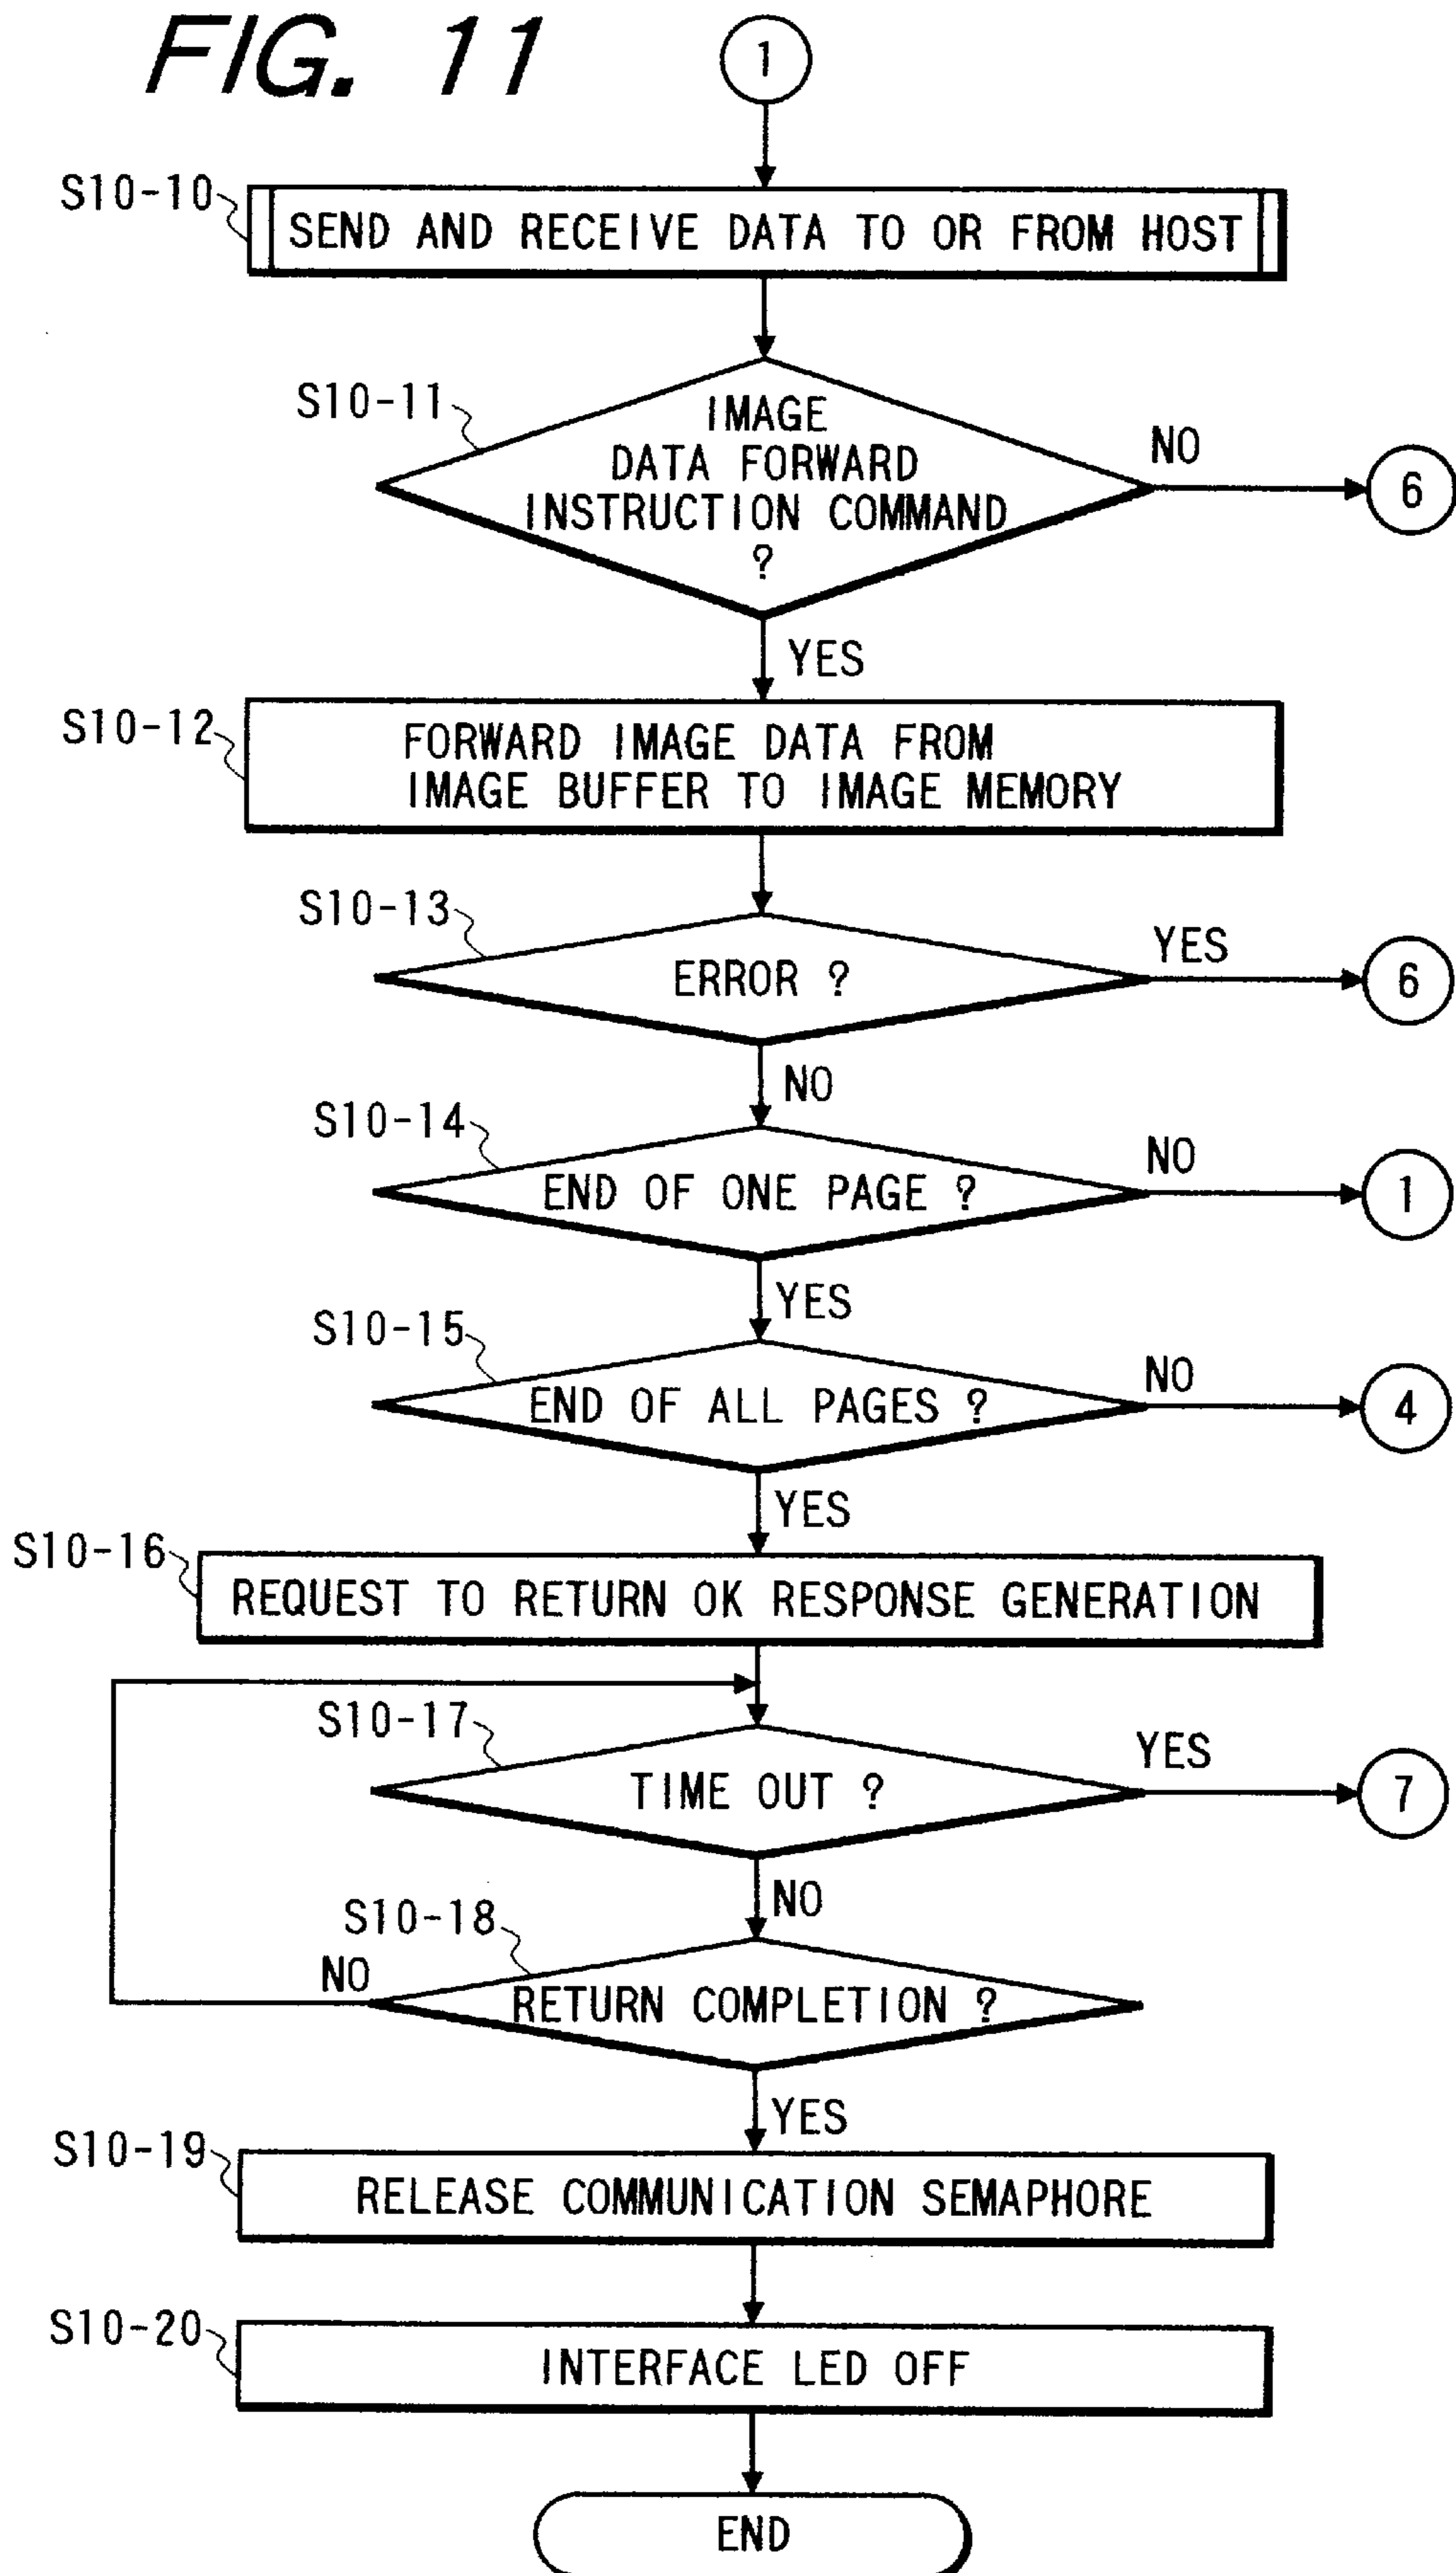 FIG. 11
1
S10-10
SEND AND RECEIVE DATA TO OR FROM HOST
S10-11
IMAGE
DATA FORWARD
INSTRUCTION COMMAND
?
NO
6
YES
S10-12
FORWARD IMAGE DATA FROM
IMAGE BUFFER TO IMAGE MEMORY
S10-13
ERROR ?
YES
6
NO
S10-14
END OF ONE PAGE ?
NO
1
YES
S10-15
END OF ALL PAGES ?
NO
4
YES
S10-16
REQUEST TO RETURN OK RESPONSE GENERATION
S10-17
TIME OUT ?
YES
7
NO
S10-18
NO
RETURN COMPLETION ?
YES
S10-19
RELEASE COMMUNICATION SEMAPHORE
S10-20
INTERFACE LED OFF
END